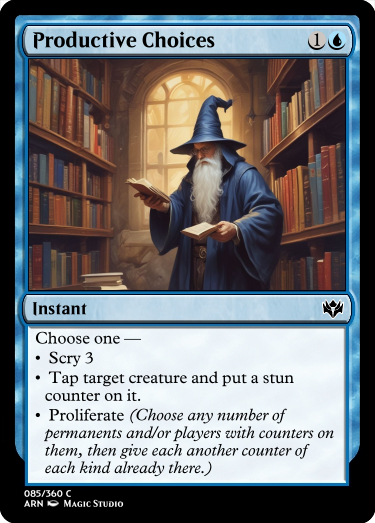 Productive Choices 1
Instant
Choose one —
• Scry 3
• Tap target creature and put a stun
counter on it.
• Proliferate (Choose any number of
permanents and/or players with counters on
them, then give each another counter of
each kind already there.)
085/360 C
ARN Magic Studio